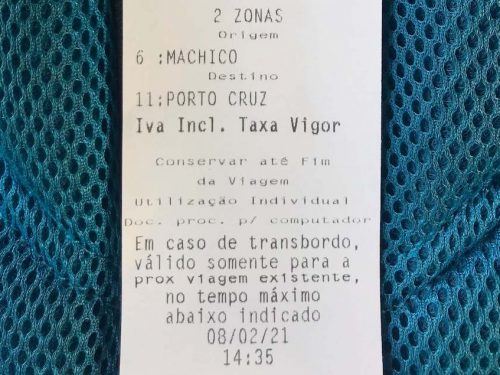 2 ZONAS
Origem
6 :MACHICO
Destino
11:PORTO CRUZ
Iva Incl. Taxa Vigor
Conservar até Fim
da Viagem
Utilização Individual
Doc. proc. p/ computador
Em caso de transbordo,
válido somente para a
prox viagem existente,
no tempo máximo
abaixo indicado
08/02/21
14:35